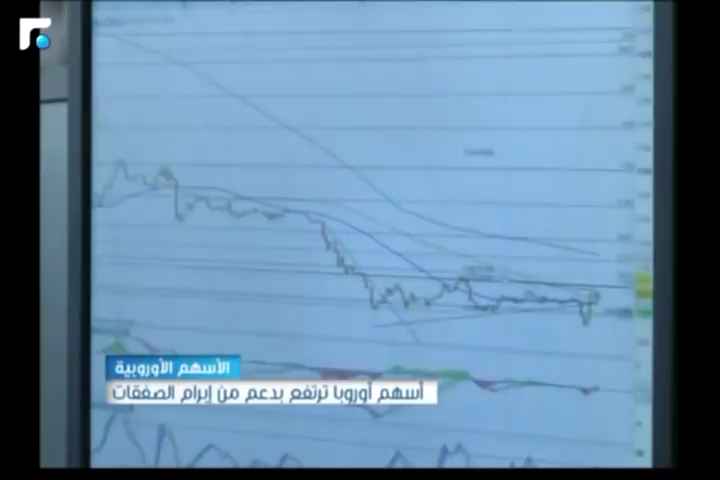 الأسهم الأوروبية
أسهم أوروبا ترتفع بدعم من إبرام الصفقات